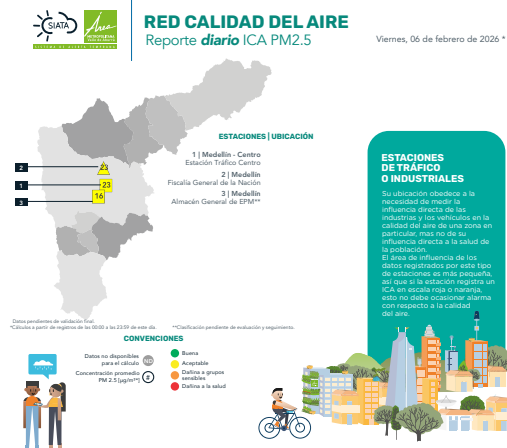 SIATA
Área
METROPOLITANA
Valle de Aburrá
SISTEMA DE ALERTA TEMPRANA
RED CALIDAD DEL AIRE
Reporte diario ICA PM2.5
Viernes, 06 de febrero de 2026 *
ESTACIONES | UBICACIÓN
1 | Medellín - Centro
Estación Tráfico Centro
2 | Medellín
Fiscalía General de la Nación
3 | Medellín
Almacén General de EPM**
2
23
1
23
3
16
ESTACIONES
DE TRÁFICO
O INDUSTRIALES
Su ubicación obedece a la
necesidad de medir la
influencia directa de las
industrias y los vehículos en la
calidad del aire de una zona en
particular, mas no de su
influencia directa a la salud de
la población.
El área de influencia de los
datos registrados por este tipo
de estaciones es más pequeña,
así que si la estación registra un
ICA en escala roja o naranja,
esto no debe ocasionar alarma
con respecto a la calidad
del aire.
Datos pendientes de validación final.
*Cálculos a partir de registros de las 00:00 a las 23:59 de este día.
**Clasificación pendiente de evaluación y seguimiento.
CONVENCIONES
Datos no disponibles
para el cálculo
ND
Concentración promedio
PM 2.5 (µg/m³)
#
Buena
Aceptable
Dañina a grupos
sensibles
Dañina a la salud